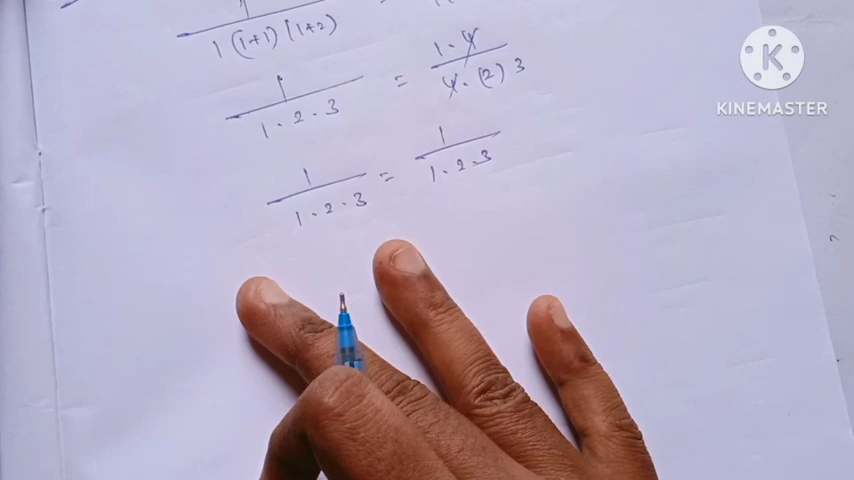 1 / 1 (1+1) (1+2) =
1 / 1 · 2 · 3 = 1 · 4 / 4 · (2) 3
1 / 1 · 2 · 3 = 1 / 1 · 2 · 3
KINEMASTER